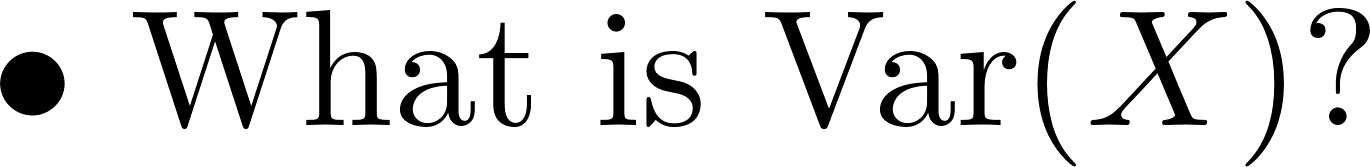 • What is Var(X)?